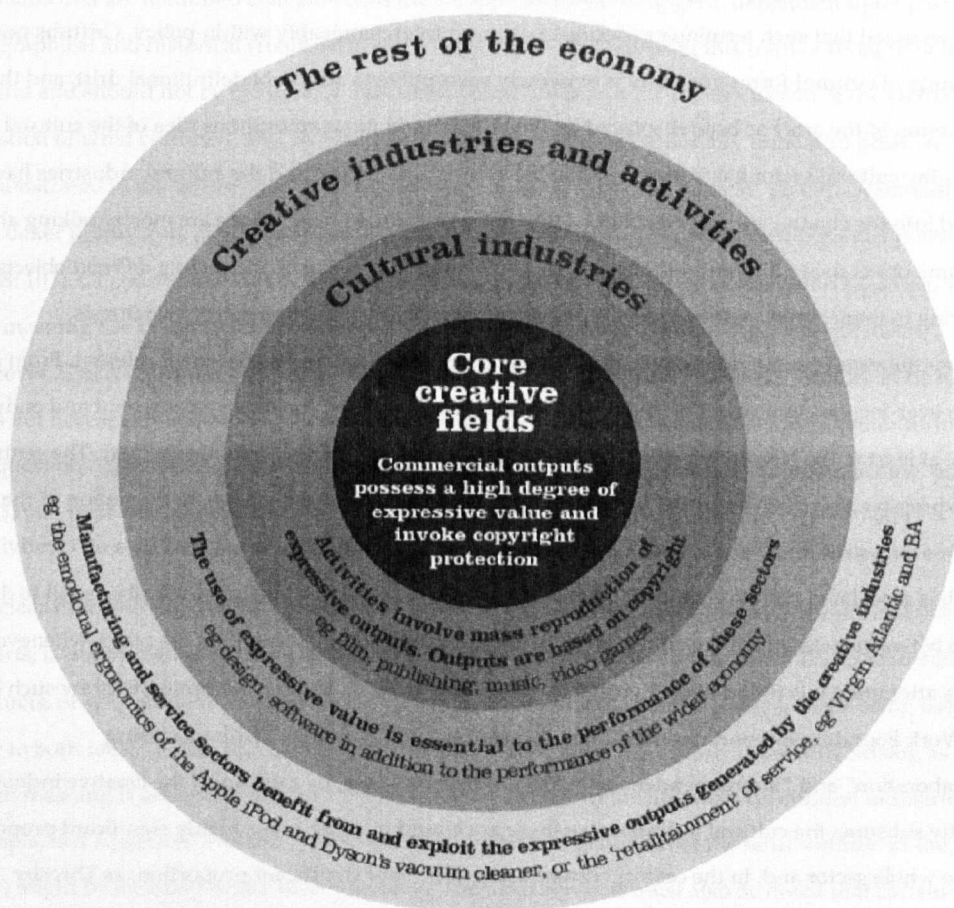 The rest of the economy
Creative industries and activities
Cultural industries
Core
creative
fields
Commercial outputs
possess a high degree of
expressive value and
invoke copyright
protection
Activities involve mass reproduction of
expressive outputs. Outputs are based on copyright
eg film, publishing, music, video games
The use of expressive value is essential to the performance of these sectors
eg design, software in addition to the performance of the wider economy
Manufacturing and service sectors benefit from and exploit the expressive outputs generated by the creative industries
eg the emotional ergonomics of the Apple iPod and Dyson's vacuum cleaner, or the 'retailtainment' of service, eg Virgin Atlantic and BA